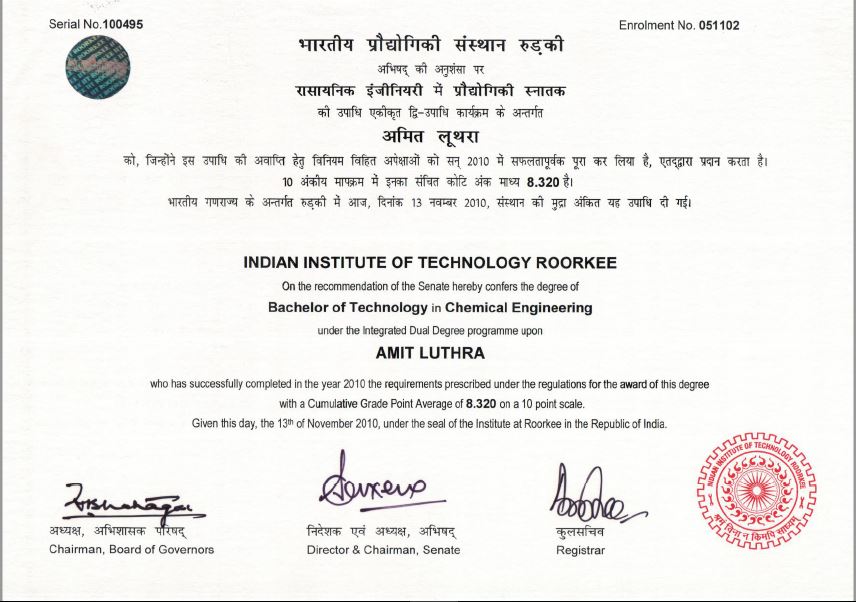 Serial No.100495
Enrolment No. 051102
भारतीय प्रौद्योगिकी संस्थान रुड़की
अभिषद् की अनुशंसा पर
रासायनिक इंजीनियरी में प्रौद्योगिकी स्नातक
की उपाधि एकीकृत द्वि-उपाधि कार्यक्रम के अन्तर्गत
अमित लूथरा
को, जिन्होंने इस उपाधि की अवाप्ति हेतु विनियम विहित अपेक्षाओं को सन् 2010 में सफलतापूर्वक पूरा कर लिया है, एतद्द्वारा प्रदान करता है।
10 अंकीय मापक्रम में इनका संचित कोटि अंक माध्य 8.320 है।
भारतीय गणराज्य के अन्तर्गत रुड़की में आज, दिनांक 13 नवम्बर 2010, संस्थान की मुद्रा अंकित यह उपाधि दी गई।
INDIAN INSTITUTE OF TECHNOLOGY ROORKEE
On the recommendation of the Senate hereby confers the degree of
Bachelor of Technology in Chemical Engineering
under the Integrated Dual Degree programme upon
AMIT LUTHRA
who has successfully completed in the year 2010 the requirements prescribed under the regulations for the award of this degree
with a Cumulative Grade Point Average of 8.320 on a 10 point scale.
Given this day, the 13th of November 2010, under the seal of the Institute at Roorkee in the Republic of India.
INDIAN INSTITUTE OF TECHNOLOGY ROORKEE
श्रमं विना न किमपि साध्यम्
अध्यक्ष, अभिशासक परिषद्
Chairman, Board of Governors
निदेशक एवं अध्यक्ष, अभिषद्
Director & Chairman, Senate
कुलसचिव
Registrar